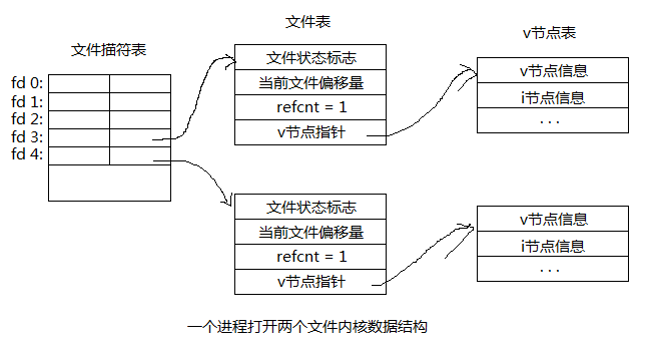 文件表
v节点表
文件描符表
fd 0:
fd 1:
fd 2:
fd 3:
fd 4:
文件状态标志
当前文件偏移量
refcnt = 1
v节点指针
v节点信息
i节点信息
...
文件状态标志
当前文件偏移量
refcnt = 1
v节点指针
v节点信息
i节点信息
...
一个进程打开两个文件内核数据结构